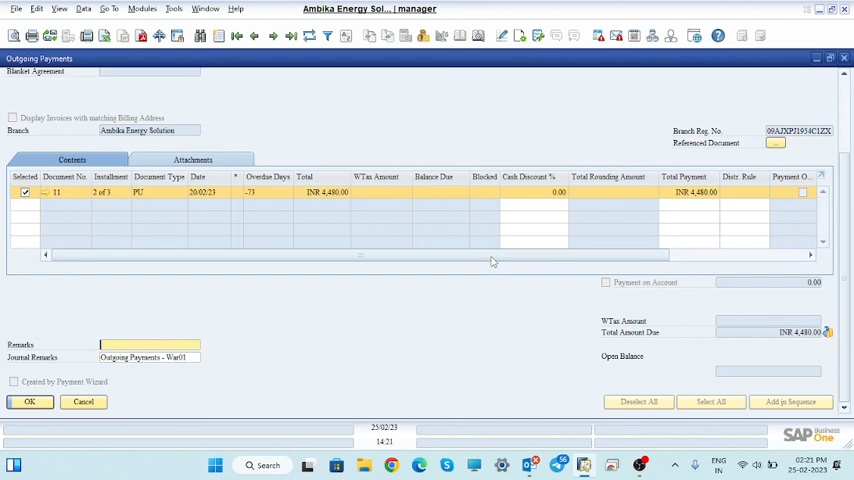 Ambika Energy Sol... | manager
File Edit View Data Go To Modules Tools Window Help
Outgoing Payments
Blanket Agreement
Display Invoices with matching Billing Address
Branch Ambika Energy Solution
Branch Reg. No. 09AJXPJ1954C1ZX
Referenced Document ...
Contents Attachments
Selected Document No. Installment Document Type Date * Overdue Days Total WTax Amount Balance Due Blocked Cash Discount % Total Rounding Amount Total Payment Distr. Rule Payment O...
11 2 of 3 PU 20/02/23 -73 INR 4,480.00 0.00 INR 4,480.00
Payment on Account 0.00
WTax Amount
Total Amount Due INR 4,480.00
Open Balance
Remarks
Journal Remarks Outgoing Payments - War01
Created by Payment Wizard
OK Cancel Deselect All Select All Add in Sequence
25/02/23
14:21
SAP Business One
Search 56 ENG IN 02:21 PM 25-02-2023